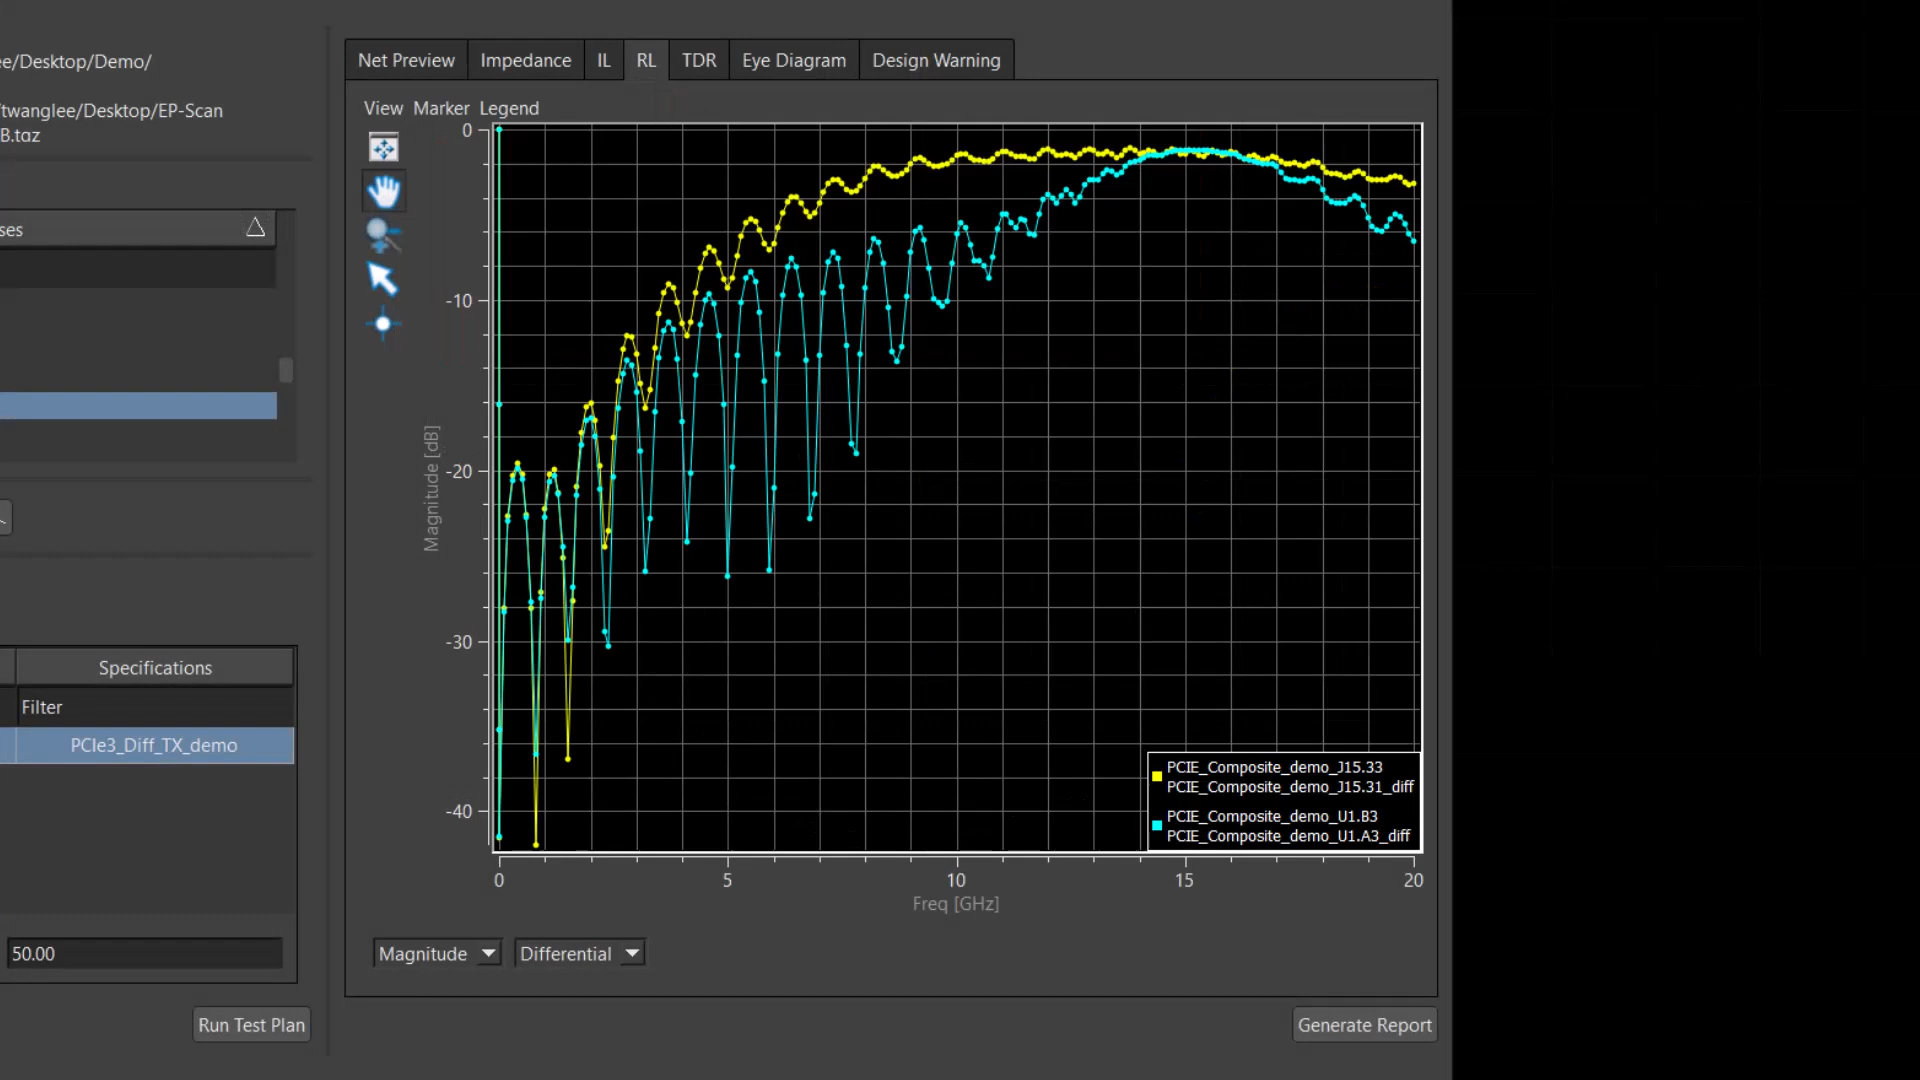 ee/Desktop/Demo/
/twanglee/Desktop/EP-Scan
B.taz
ses
Specifications
Filter
PCIe3_Diff_TX_demo
50.00
Run Test Plan
Net Preview Impedance IL RL TDR Eye Diagram Design Warning
View Marker Legend
0
-10
-20
-30
-40
Magnitude [dB]
PCIE_Composite_demo_J15.33
PCIE_Composite_demo_J15.31_diff
PCIE_Composite_demo_U1.B3
PCIE_Composite_demo_U1.A3_diff
0 5 10 15 20
Freq [GHz]
Magnitude Differential
Generate Report